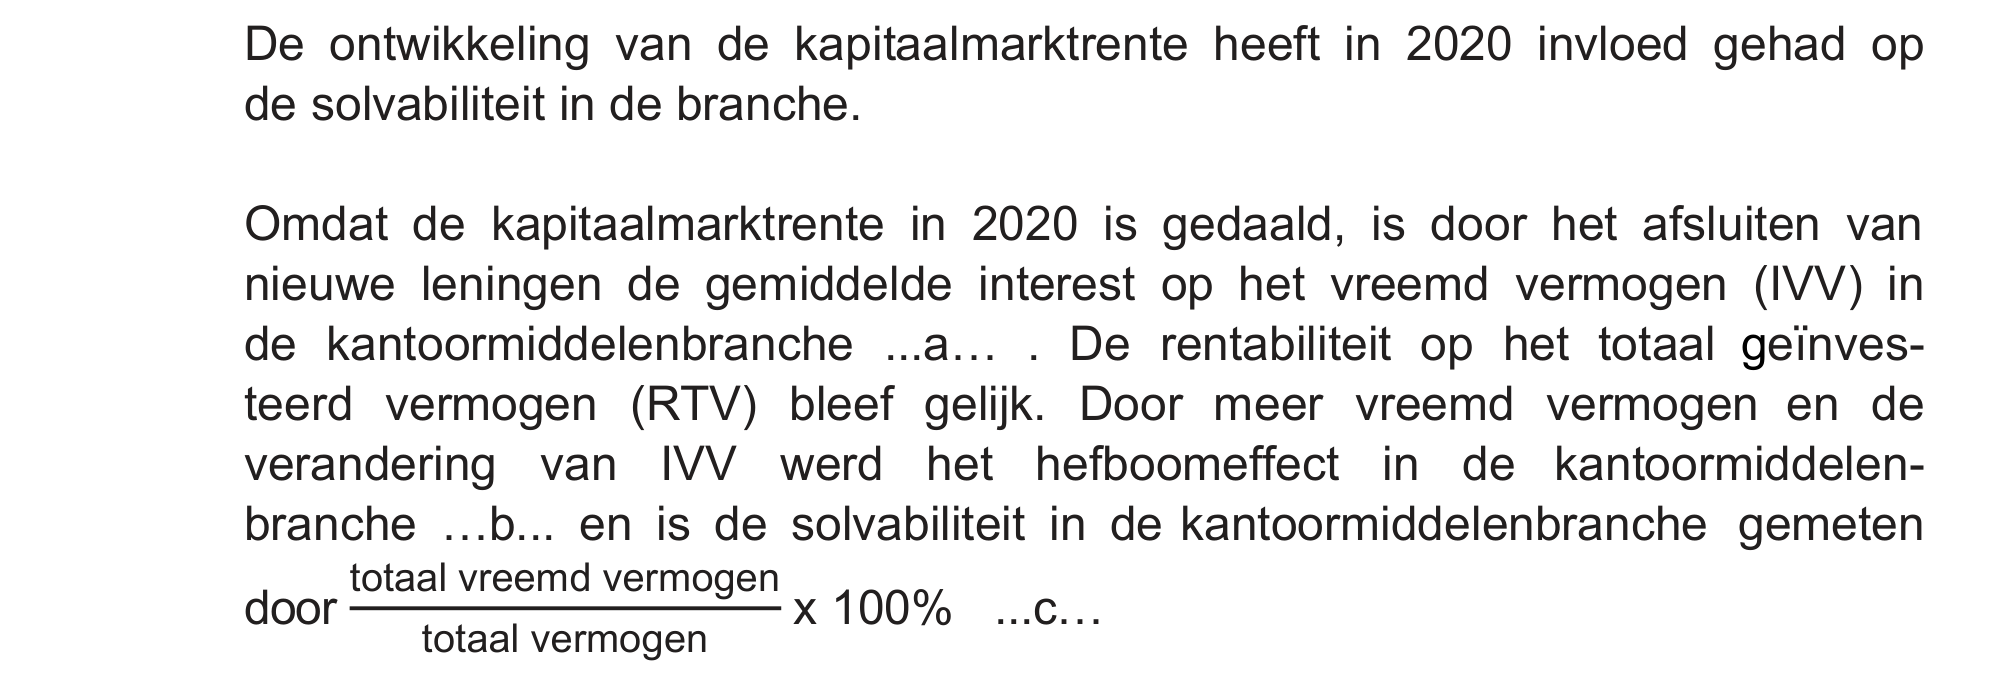 De ontwikkeling van de kapitaalmarktrente heeft in 2020 invloed gehad op
de solvabiliteit in de branche.
Omdat de kapitaalmarktrente in 2020 is gedaald, is door het afsluiten van
nieuwe leningen de gemiddelde interest op het vreemd vermogen (IVV) in
de kantoormiddelenbranche ...a… . De rentabiliteit op het totaal geïnves-
teerd vermogen (RTV) bleef gelijk. Door meer vreemd vermogen en de
verandering van IVV werd het hefboomeffect in de kantoormiddelen-
branche …b... en is de solvabiliteit in de kantoormiddelenbranche gemeten
totaal vreemd vermogen
door x 100% ...c…
totaal vermogen